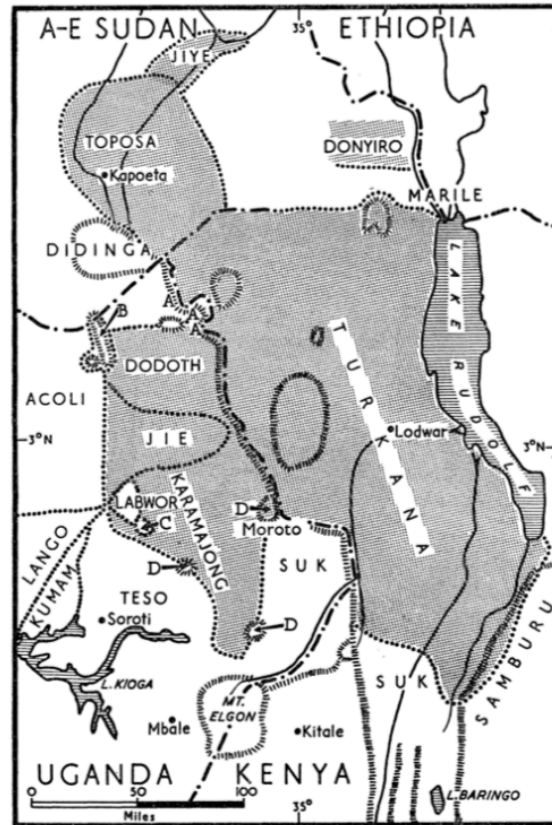 35°
A-E SUDAN
ETHIOPIA
JIYE
TOPOSA
DONYIRO
Kapoeta
MARILE
DIDINGA
LAKE RUDOLF
A
A
B
A
DODOTH
TURKANA
ACOLI
3°N
JIE
Lodwar
3°N
LABWOR
KARAMAJONG
C
D
Moroto
LANGO
SUK
KUMAM
D
TESO
Soroti
D
SAMBURU
L.KIOGA
SUK
MT. ELGON
Mbale
Kitale
UGANDA
KENYA
L.BARINGO
0 50 100
Miles
35°